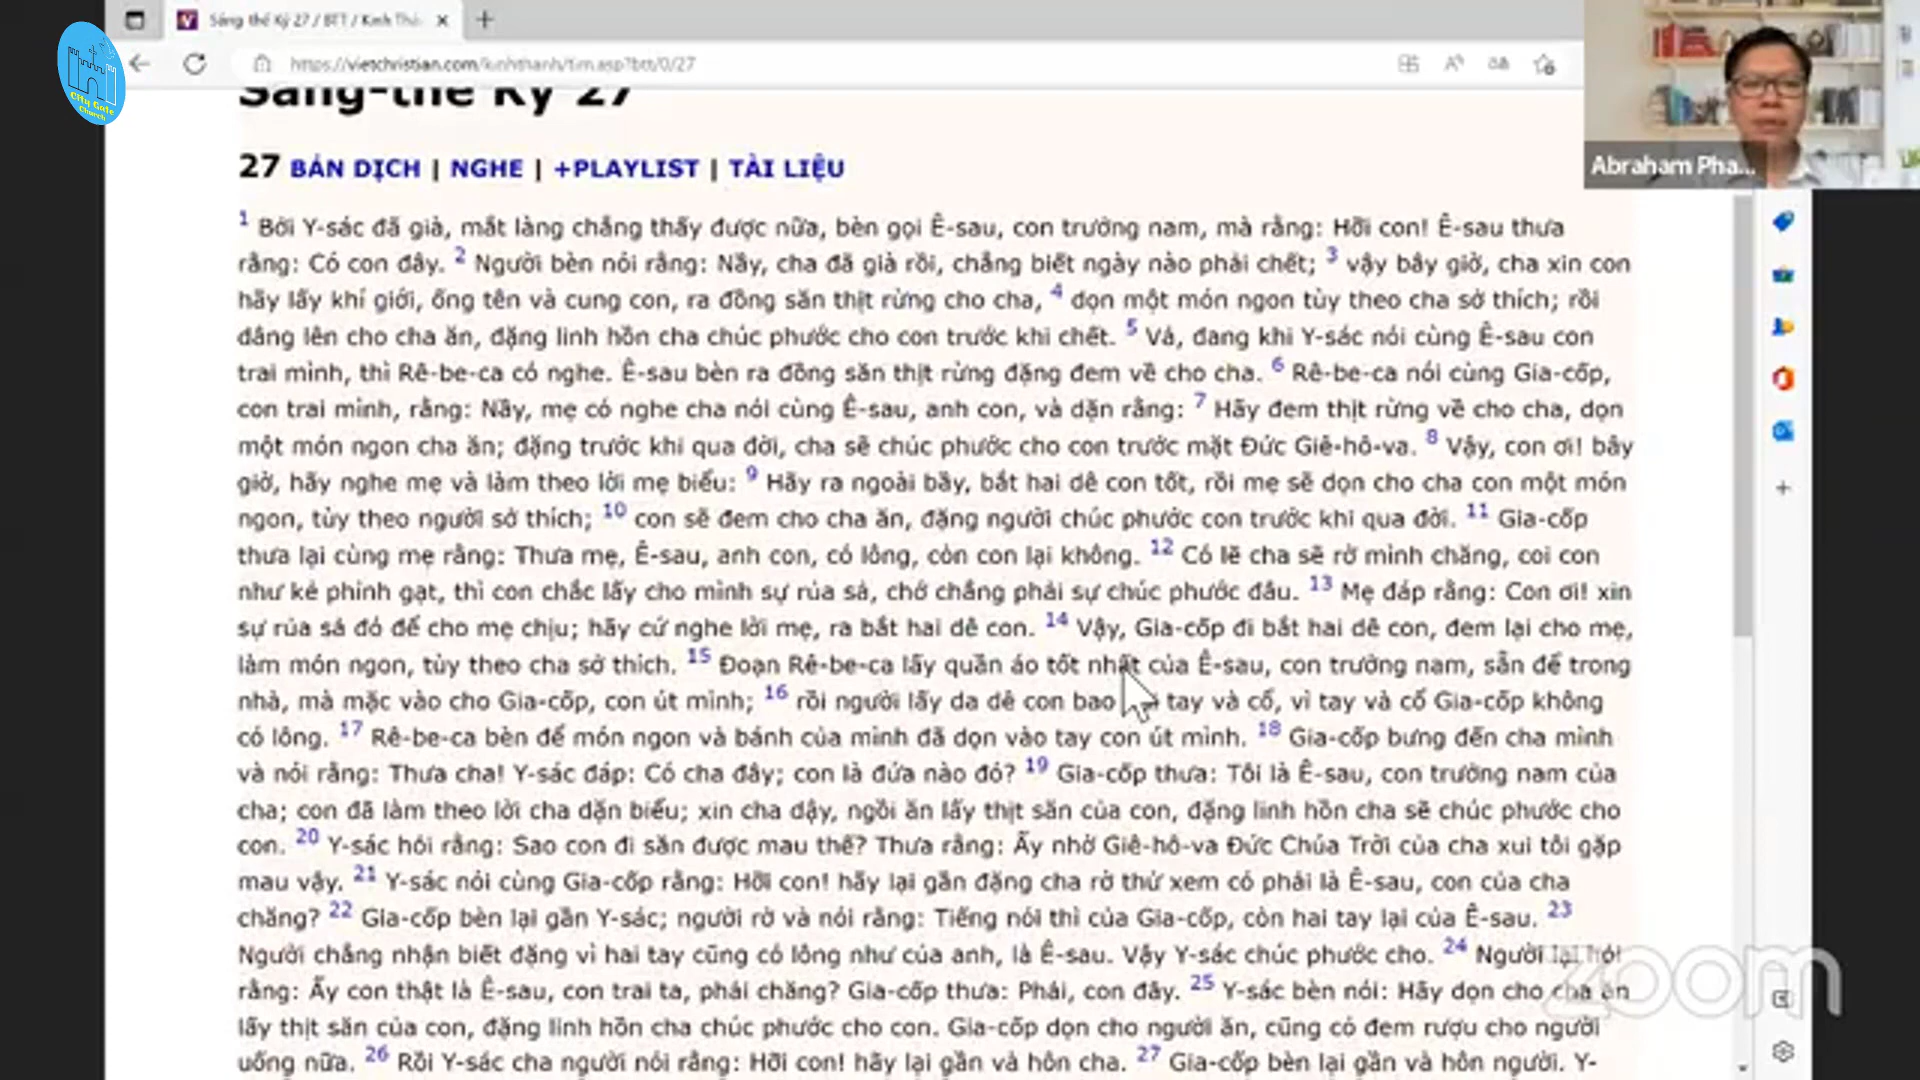 Sáng thế Ký 27 / BTT / Kinh Thá
https://vietchristian.com/kinhthanh/tim.asp?btt/0/27
City Gate
Church
Abraham Pha...
Sáng-thế Ký 27
27 BẢN DỊCH | NGHE | +PLAYLIST | TÀI LIỆU
1 Bởi Y-sác đã già, mắt làng chẳng thấy được nữa, bèn gọi Ê-sau, con trưởng nam, mà rằng: Hỡi con! Ê-sau thưa
rằng: Có con đây. 2 Người bèn nói rằng: Nầy, cha đã già rồi, chẳng biết ngày nào phải chết; 3 vậy bây giờ, cha xin con
hãy lấy khí giới, ống tên và cung con, ra đồng săn thịt rừng cho cha, 4 dọn một món ngon tùy theo cha sở thích; rồi
dâng lên cho cha ăn, đặng linh hồn cha chúc phước cho con trước khi chết. 5 Vả, đang khi Y-sác nói cùng Ê-sau con
trai mình, thì Rê-be-ca có nghe. Ê-sau bèn ra đồng săn thịt rừng đặng đem về cho cha. 6 Rê-be-ca nói cùng Gia-cốp,
con trai mình, rằng: Nầy, mẹ có nghe cha nói cùng Ê-sau, anh con, và dặn rằng: 7 Hãy đem thịt rừng về cho cha, dọn
một món ngon cha ăn; đặng trước khi qua đời, cha sẽ chúc phước cho con trước mặt Đức Giê-hô-va. 8 Vậy, con ơi! bây
giờ, hãy nghe mẹ và làm theo lời mẹ biểu: 9 Hãy ra ngoài bầy, bắt hai dê con tốt, rồi mẹ sẽ dọn cho cha con một món
ngon, tùy theo người sở thích; 10 con sẽ đem cho cha ăn, đặng người chúc phước con trước khi qua đời. 11 Gia-cốp
thưa lại cùng mẹ rằng: Thưa mẹ, Ê-sau, anh con, có lông, còn con lại không. 12 Có lẽ cha sẽ rờ mình chăng, coi con
như kẻ phỉnh gạt, thì con chắc lấy cho mình sự rủa sả, chớ chẳng phải sự chúc phước đâu. 13 Mẹ đáp rằng: Con ơi! xin
sự rủa sả đó để cho mẹ chịu; hãy cứ nghe lời mẹ, ra bắt hai dê con. 14 Vậy, Gia-cốp đi bắt hai dê con, đem lại cho mẹ,
làm món ngon, tùy theo cha sở thích. 15 Đoạn Rê-be-ca lấy quần áo tốt nhất của Ê-sau, con trưởng nam, sẵn để trong
nhà, mà mặc vào cho Gia-cốp, con út mình; 16 rồi người lấy da dê con bao tay và cổ, vì tay và cổ Gia-cốp không
có lông. 17 Rê-be-ca bèn để món ngon và bánh của mình đã dọn vào tay con út mình. 18 Gia-cốp bưng đến cha mình
và nói rằng: Thưa cha! Y-sác đáp: Có cha đây; con là đứa nào đó? 19 Gia-cốp thưa: Tôi là Ê-sau, con trưởng nam của
cha; con đã làm theo lời cha dặn biểu; xin cha dậy, ngồi ăn lấy thịt săn của con, đặng linh hồn cha sẽ chúc phước cho
con. 20 Y-sác hỏi rằng: Sao con đi săn được mau thế? Thưa rằng: Ấy nhờ Giê-hô-va Đức Chúa Trời của cha xui tôi gặp
mau vậy. 21 Y-sác nói cùng Gia-cốp rằng: Hỡi con! hãy lại gần đặng cha rờ thử xem có phải là Ê-sau, con của cha
chăng? 22 Gia-cốp bèn lại gần Y-sác; người rờ và nói rằng: Tiếng nói thì của Gia-cốp, còn hai tay lại của Ê-sau. 23
Người chẳng nhận biết đặng vì hai tay cũng có lông như của anh, là Ê-sau. Vậy Y-sác chúc phước cho. 24 Người lại hỏi
rằng: Ấy con thật là Ê-sau, con trai ta, phải chăng? Gia-cốp thưa: Phải, con đây. 25 Y-sác bèn nói: Hãy dọn cho cha ăn
lấy thịt săn của con, đặng linh hồn cha chúc phước cho con. Gia-cốp dọn cho người ăn, cũng có đem rượu cho người
uống nữa. 26 Rồi Y-sác cha người nói rằng: Hỡi con! hãy lại gần và hôn cha. 27 Gia-cốp bèn lại gần và hôn người. Y-
zoom